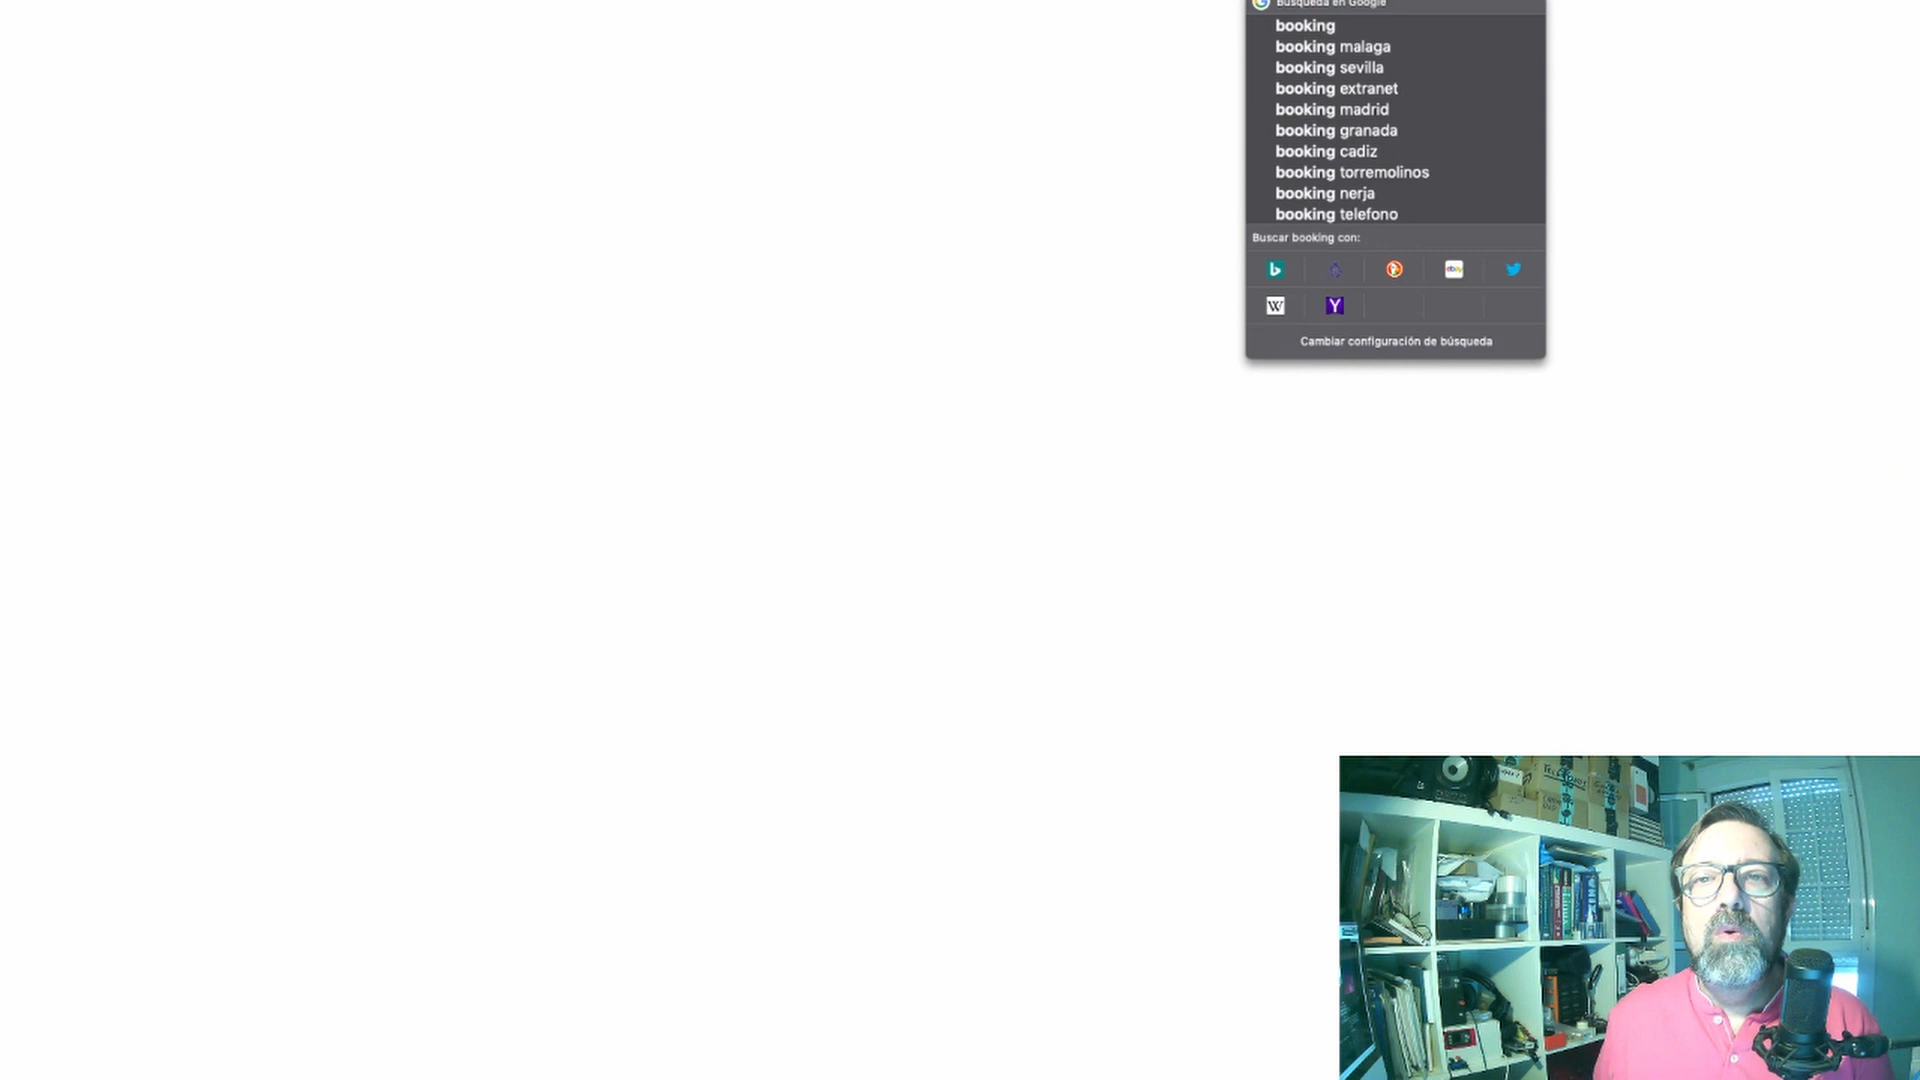 Búsqueda en Google
booking
booking malaga
booking sevilla
booking extranet
booking madrid
booking granada
booking cadiz
booking torremolinos
booking nerja
booking telefono
Buscar booking con:
ebay
W
Y
Cambiar configuración de búsqueda